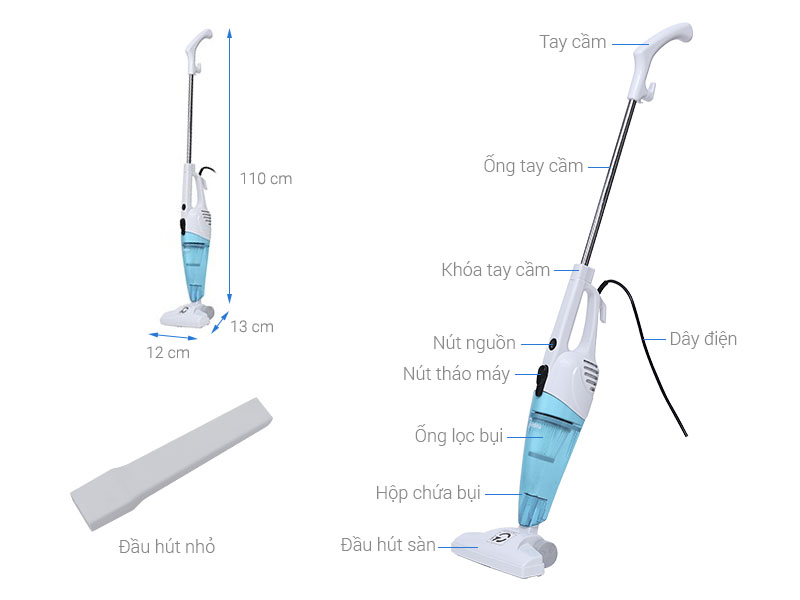 110 cm
13 cm
12 cm
Đầu hút nhỏ
Tay cầm
Ống tay cầm
Khóa tay cầm
Nút nguồn
Dây điện
Nút tháo máy
Ống lọc bụi
Hộp chứa bụi
Đầu hút sàn